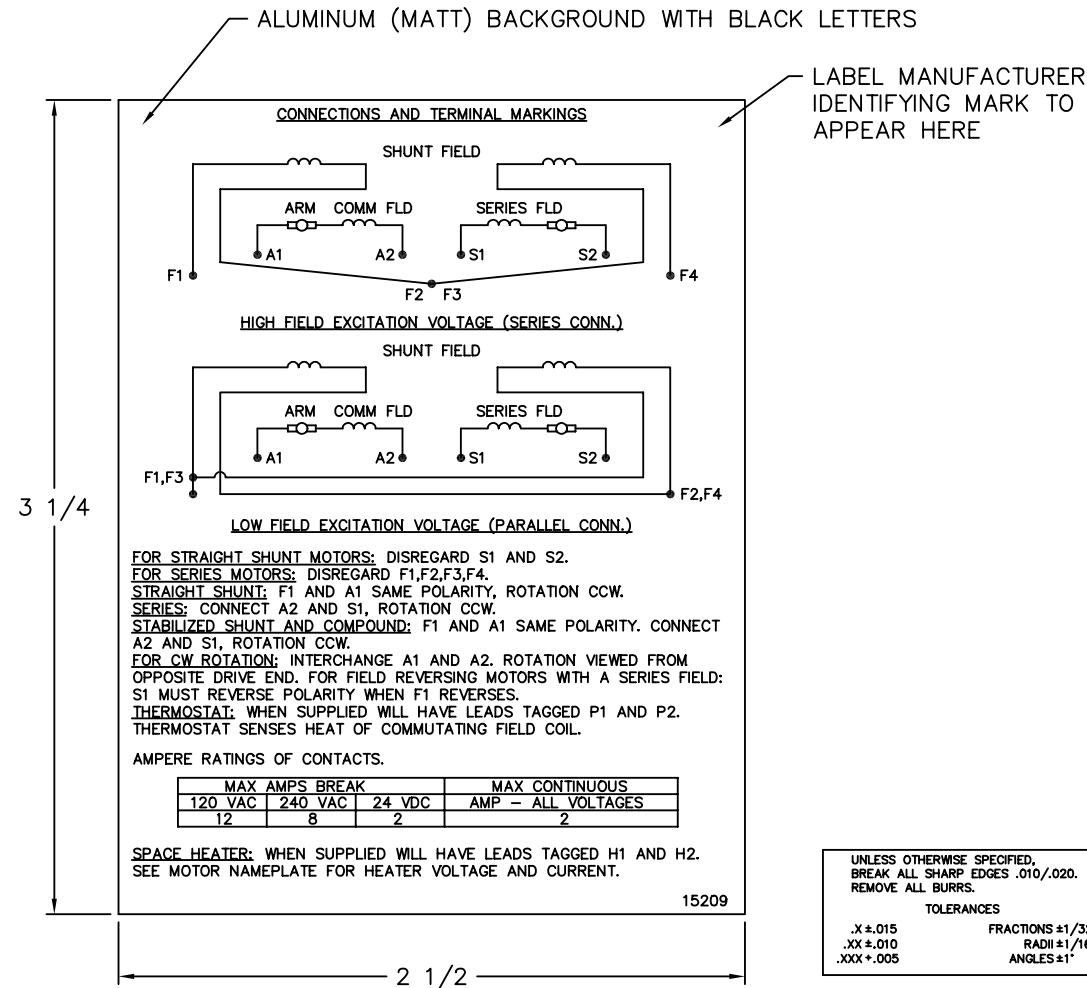 ALUMINUM (MATT) BACKGROUND WITH BLACK LETTERS
LABEL MANUFACTURER
IDENTIFYING MARK TO
APPEAR HERE
CONNECTIONS AND TERMINAL MARKINGS
SHUNT FIELD
ARM COMM FLD SERIES FLD
A1 A2 S1 S2
F1 F4
F2 F3
HIGH FIELD EXCITATION VOLTAGE (SERIES CONN.)
SHUNT FIELD
ARM COMM FLD SERIES FLD
A1 A2 S1 S2
F1,F3
F2,F4
3 1/4
LOW FIELD EXCITATION VOLTAGE (PARALLEL CONN.)
FOR STRAIGHT SHUNT MOTORS: DISREGARD S1 AND S2.
FOR SERIES MOTORS: DISREGARD F1,F2,F3,F4.
STRAIGHT SHUNT: F1 AND A1 SAME POLARITY, ROTATION CCW.
SERIES: CONNECT A2 AND S1, ROTATION CCW.
STABILIZED SHUNT AND COMPOUND: F1 AND A1 SAME POLARITY. CONNECT
A2 AND S1, ROTATION CCW.
FOR CW ROTATION: INTERCHANGE A1 AND A2. ROTATION VIEWED FROM
OPPOSITE DRIVE END. FOR FIELD REVERSING MOTORS WITH A SERIES FIELD:
S1 MUST REVERSE POLARITY WHEN F1 REVERSES.
THERMOSTAT: WHEN SUPPLIED WILL HAVE LEADS TAGGED P1 AND P2.
THERMOSTAT SENSES HEAT OF COMMUTATING FIELD COIL.
AMPERE RATINGS OF CONTACTS.
MAX AMPS BREAK MAX CONTINUOUS
120 VAC 240 VAC 24 VDC AMP - ALL VOLTAGES
12 8 2 2
SPACE HEATER: WHEN SUPPLIED WILL HAVE LEADS TAGGED H1 AND H2.
SEE MOTOR NAMEPLATE FOR HEATER VOLTAGE AND CURRENT.
15209
2 1/2
UNLESS OTHERWISE SPECIFIED,
BREAK ALL SHARP EDGES .010/.020.
REMOVE ALL BURRS.
TOLERANCES
.X ±.015 FRACTIONS ±1/32
.XX ±.010 RADII ±1/16
.XXX +.005 ANGLES ±1°